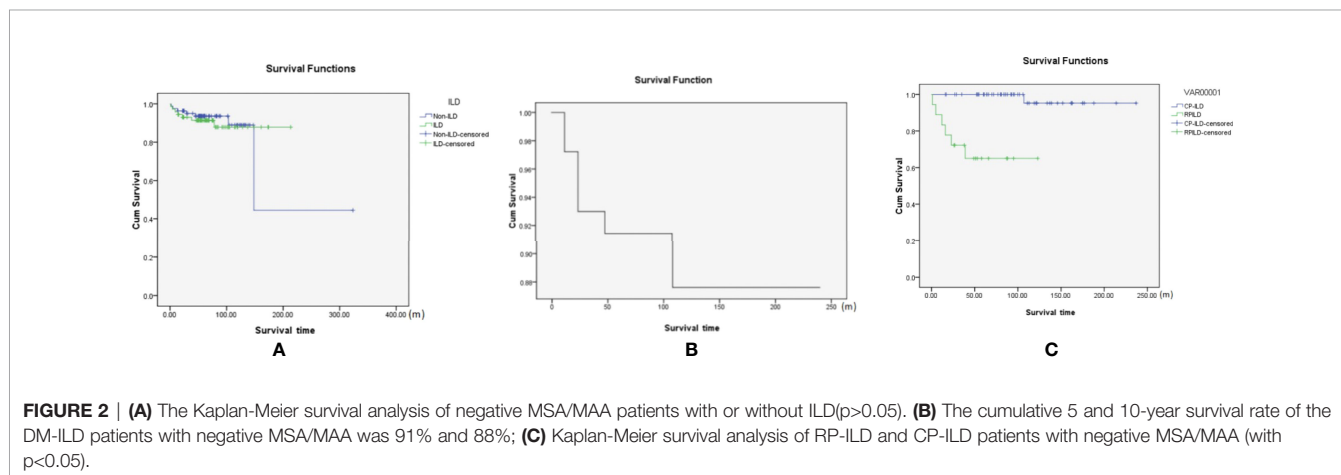 Survival Functions
Cum Survival
1.0
0.8
0.6
0.4
0.2
0.0
0.00
100.00
200.00
300.00
400.00 (m)
Survival time
ILD
Non-ILD
ILD
Non-ILD-censored
ILD-censored
A
Survival Function
Cum Survival
1.00
0.98
0.96
0.94
0.92
0.90
0.88
0
50
100
150
200
250 (m)
Survival time
B
Survival Functions
Cum Survival
1.0
0.8
0.6
0.4
0.2
0.0
0.00
50.00
100.00
150.00
200.00
250.00 (m)
Survival time
VAR00001
CP-ILD
RPILD
CP-ILD-censored
RPILD-censored
C
FIGURE 2 | (A) The Kaplan-Meier survival analysis of negative MSA/MAA patients with or without ILD(p>0.05). (B) The cumulative 5 and 10-year survival rate of the
DM-ILD patients with negative MSA/MAA was 91% and 88%; (C) Kaplan-Meier survival analysis of RP-ILD and CP-ILD patients with negative MSA/MAA (with
p<0.05).